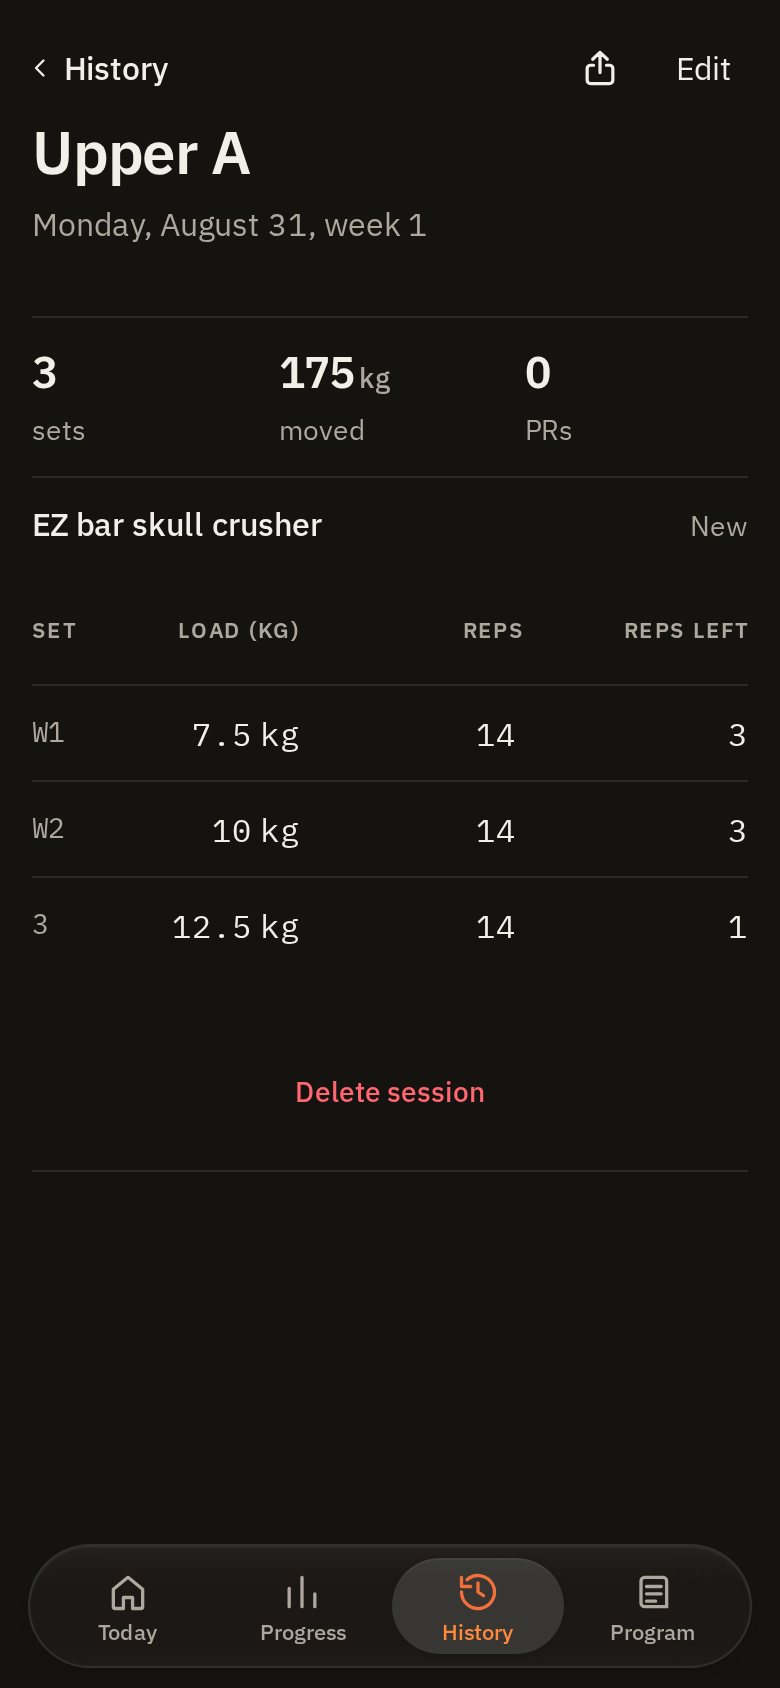 History Edit
Upper A
Monday, August 31, week 1
3 175 kg 0
sets moved PRs
EZ bar skull crusher New
SET LOAD (KG) REPS REPS LEFT
W1 7.5 kg 14 3
W2 10 kg 14 3
3 12.5 kg 14 1
Delete session
Today Progress History Program